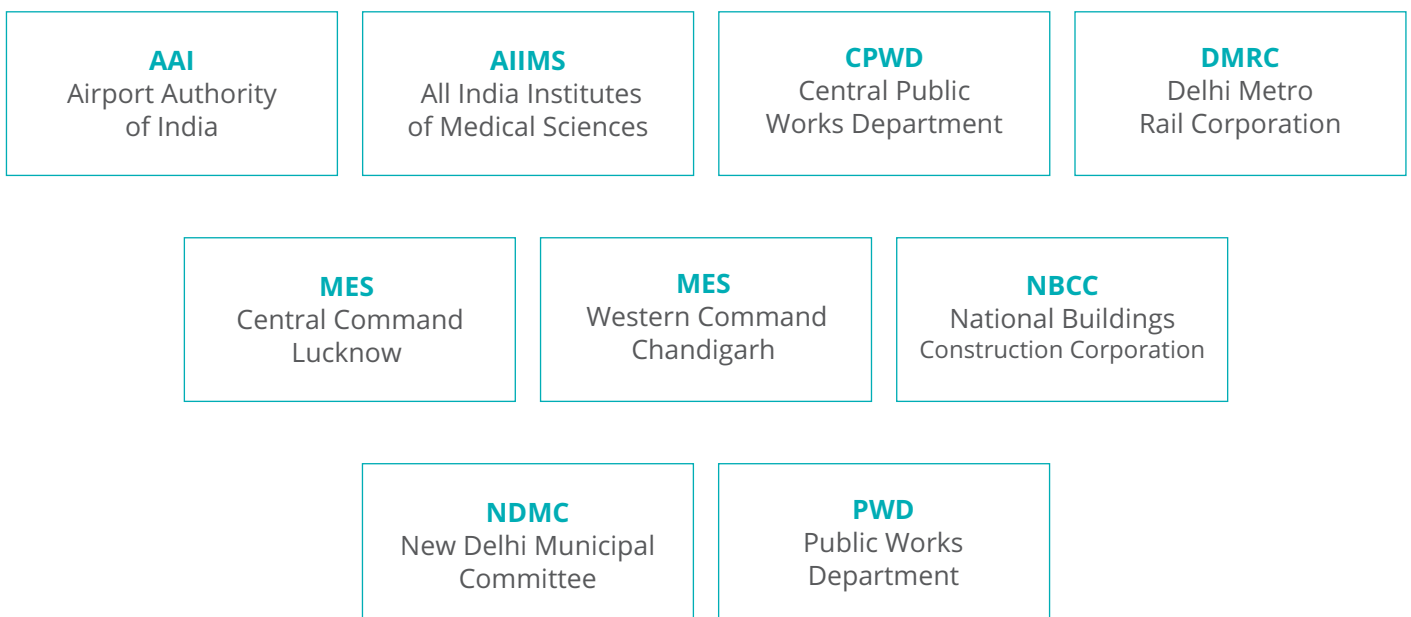 AAI
Airport Authority
of India
AIIMS
All India Institutes
of Medical Sciences
CPWD
Central Public
Works Department
DMRC
Delhi Metro
Rail Corporation
MES
Central Command
Lucknow
MES
Western Command
Chandigarh
NBCC
National Buildings
Construction Corporation
NDMC
New Delhi Municipal
Committee
PWD
Public Works
Department